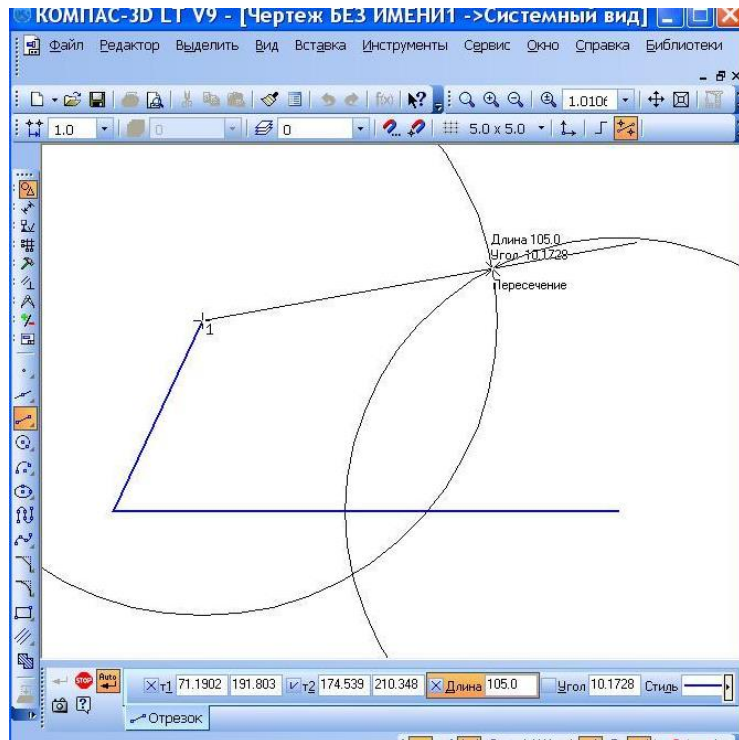 КОМПАС-3D LT V9 - [Чертеж БЕЗ ИМЕНИ1 ->Системный вид]
Файл Редактор Выделить Вид Вставка Инструменты Сервис Окно Справка Библиотеки
f(x) 1.0106
1.0 0 0 5.0 x 5.0
Длина 105.0
Угол 10.1728
Пересечение
1
STOP Auto т1 71.1902 191.803 т2 174.539 210.348 Длина 105.0 Угол 10.1728 Стиль
Отрезок